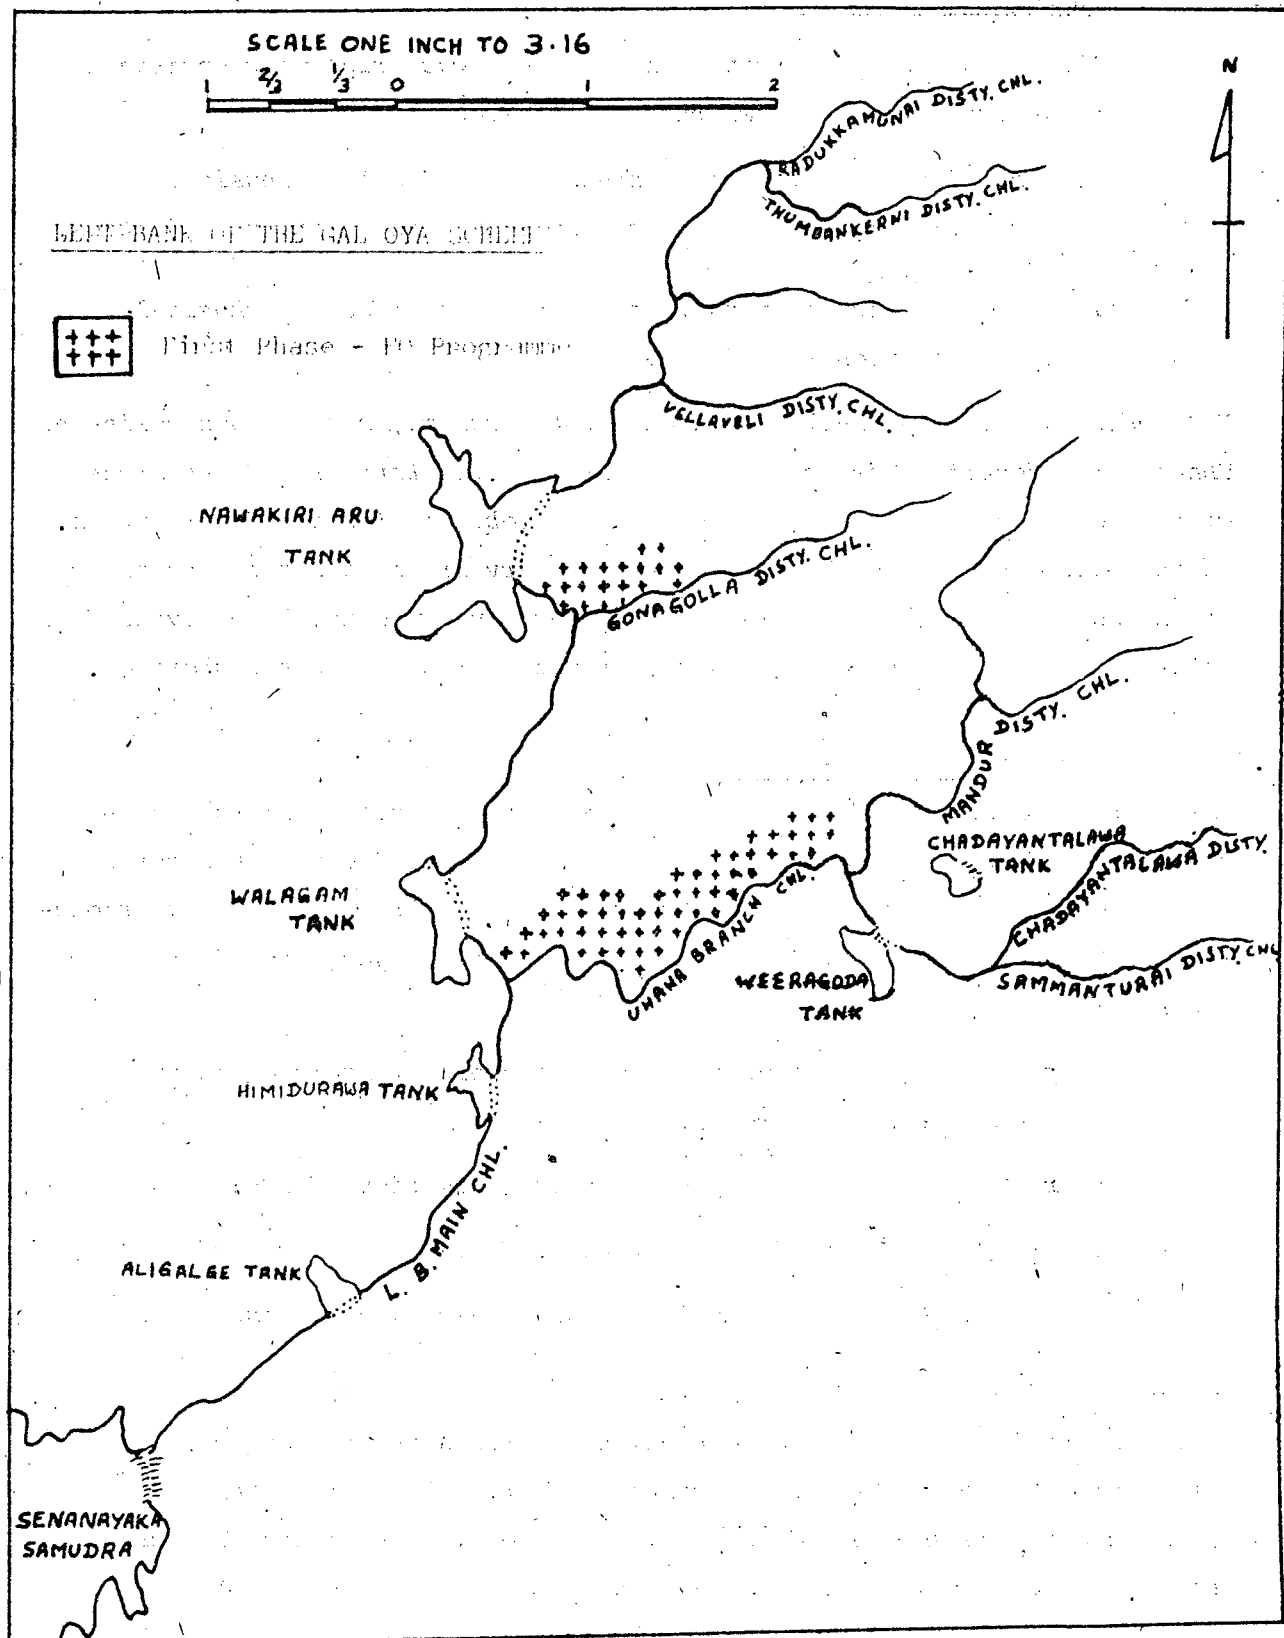 SCALE ONE INCH TO 3.16
1 2/3 1/3 0 1 2
N
RADUKKAMUNAI DISTY. CHL.
THUMBANKERNI DISTY. CHL.
LEFT BANK OF THE GAL OYA SCHEME
First Phase - FO Programme
VELLAVELI DISTY. CHL.
NAWAKIRI ARU
TANK
GONAGOLLA DISTY. CHL.
MANDUR DISTY. CHL.
CHADAYANTALAWA
TANK
CHADAYANTALAWA DISTY.
WALAGAM
TANK
UHANA BRANCH CHL.
WEERAGODA
TANK
SAMMANTURAI DISTY. CHL
HIMIDURAWA TANK
L. B. MAIN CHL.
ALIGALGE TANK
SENANAYAKA
SAMUDRA